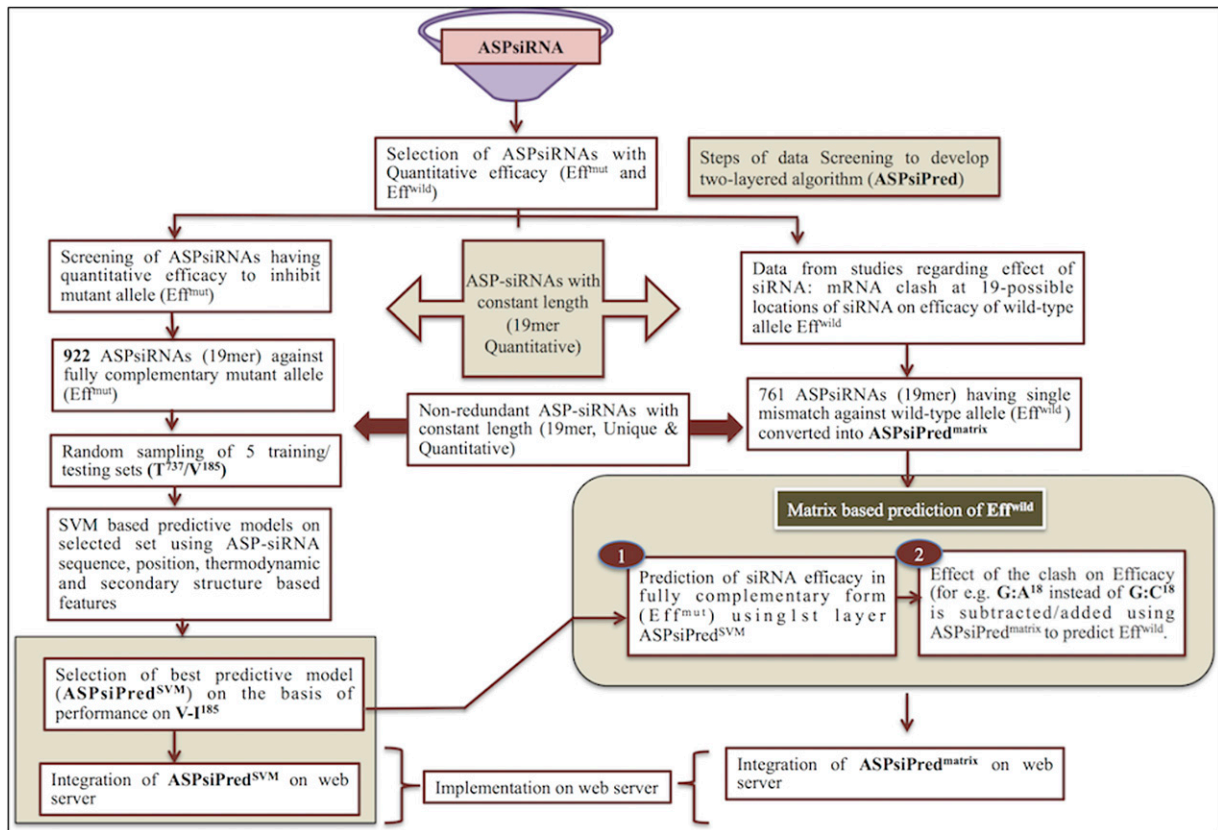 ASPsiRNA
Selection of ASPsiRNAs with
Quantitative efficacy (Eff^mut and
Eff^wild)
Steps of data Screening to develop
two-layered algorithm (ASPsiPred)
Screening of ASPsiRNAs having
quantitative efficacy to inhibit
mutant allele (Eff^mut)
ASP-siRNAs with
constant length
(19mer
Quantitative)
Data from studies regarding effect of
siRNA: mRNA clash at 19-possible
locations of siRNA on efficacy of wild-type
allele Eff^wild
922 ASPsiRNAs (19mer) against
fully complementary mutant allele
(Eff^mut)
Non-redundant ASP-siRNAs with
constant length (19mer, Unique &
Quantitative)
761 ASPsiRNAs (19mer) having single
mismatch against wild-type allele (Eff^wild )
converted into ASPsiPred^matrix
Random sampling of 5 training/
testing sets (T^737/V^185)
SVM based predictive models on
selected set using ASP-siRNA
sequence, position, thermodynamic
and secondary structure based
features
Matrix based prediction of Eff^wild
1
Prediction of siRNA efficacy in
fully complementary form
(Eff^mut) using1st layer
ASPsiPred^SVM
2
Effect of the clash on Efficacy
(for e.g. G:A^18 instead of G:C^18
is subtracted/added using
ASPsiPred^matrix to predict Eff^wild.
Selection of best predictive model
(ASPsiPred^SVM) on the basis of
performance on V-I^185
Integration of ASPsiPred^SVM on web
server
Implementation on web server
Integration of ASPsiPred^matrix on web
server